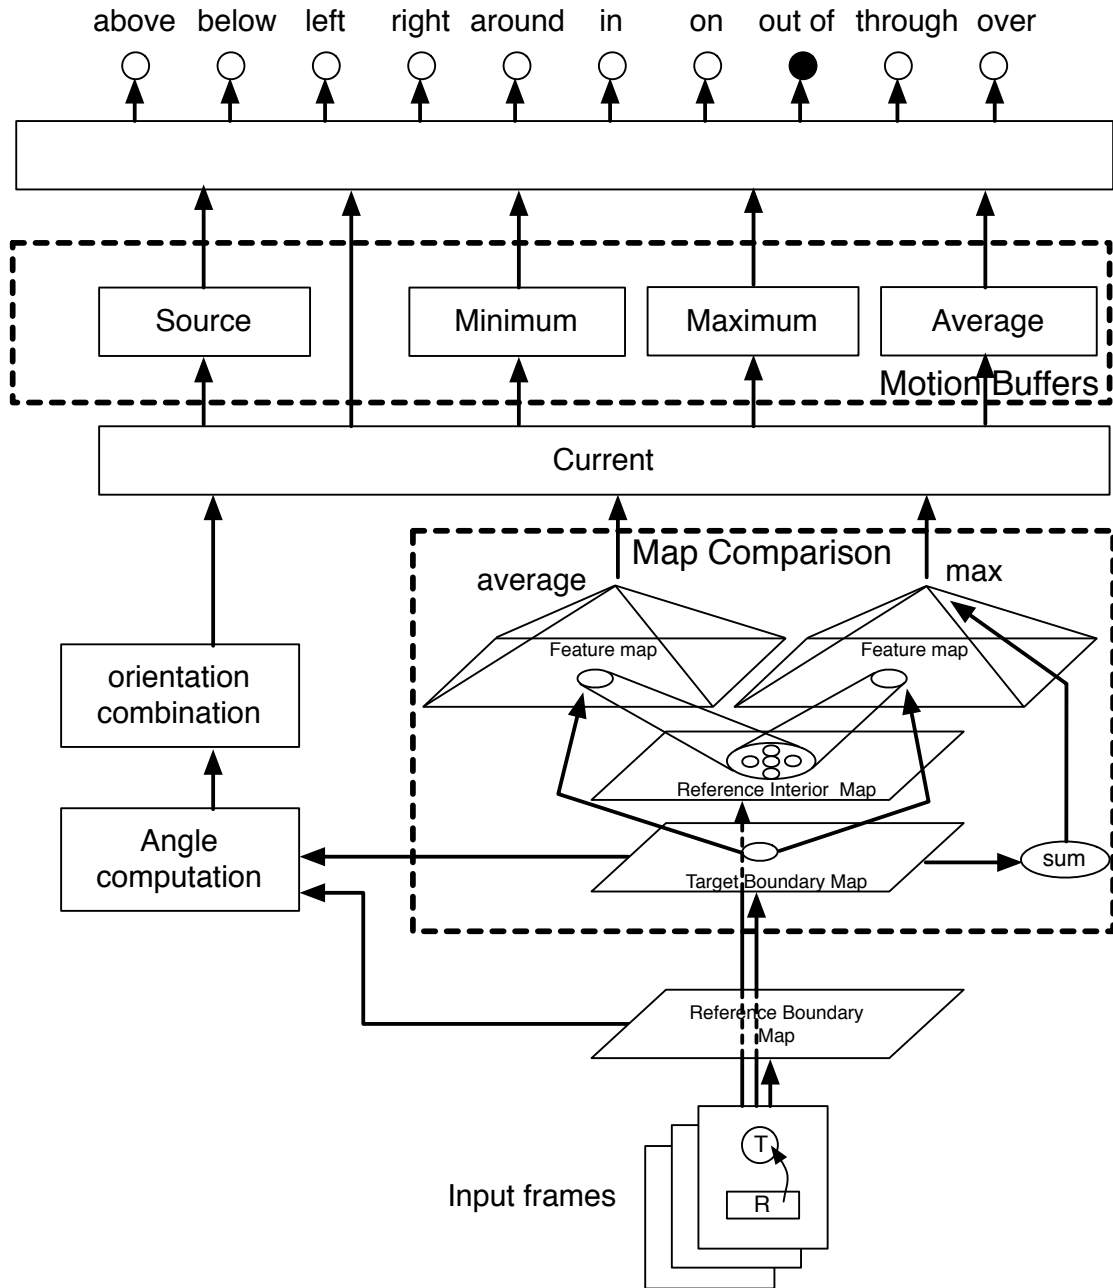 above below left right around in on out of through over
Source Minimum Maximum Average
Motion Buffers
Current
Map Comparison
average max
Feature map Feature map
orientation
combination
Reference Interior Map
Angle
computation
sum
Target Boundary Map
Reference Boundary
Map
T
Input frames
R